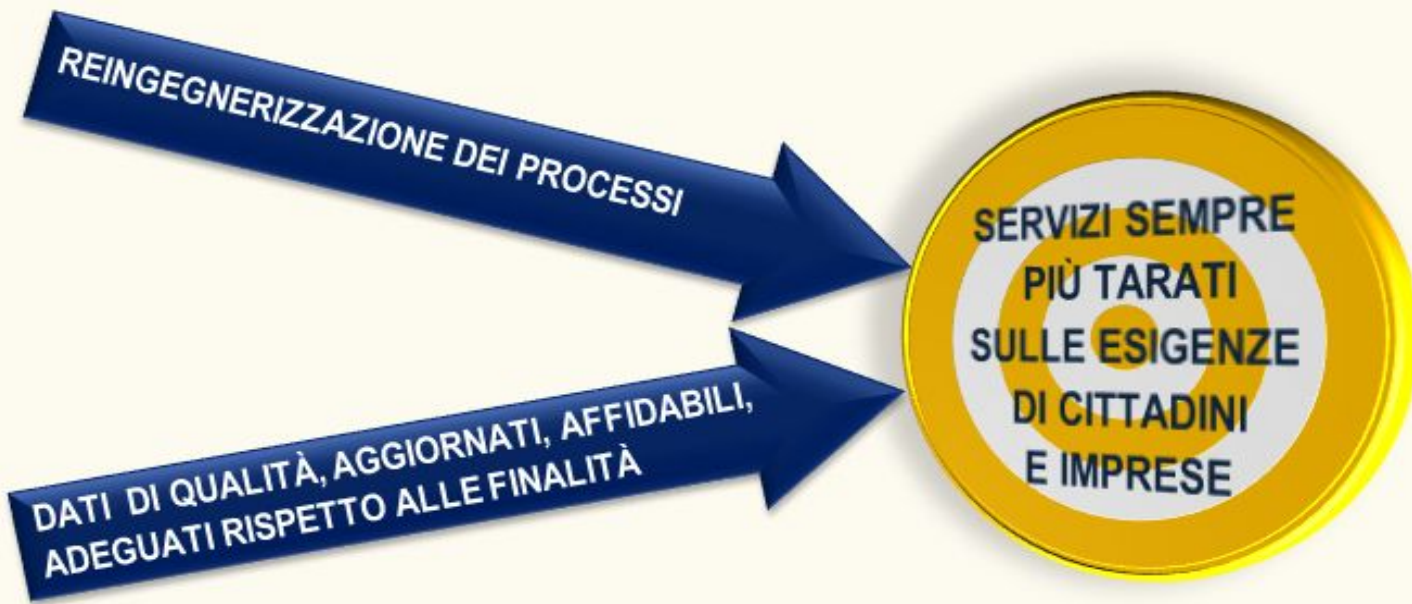 REINGEGNERIZZAZIONE DEI PROCESSI
DATI DI QUALITÀ, AGGIORNATI, AFFIDABILI,
ADEGUATI RISPETTO ALLE FINALITÀ
SERVIZI SEMPRE
PIÙ TARATI
SULLE ESIGENZE
DI CITTADINI
E IMPRESE